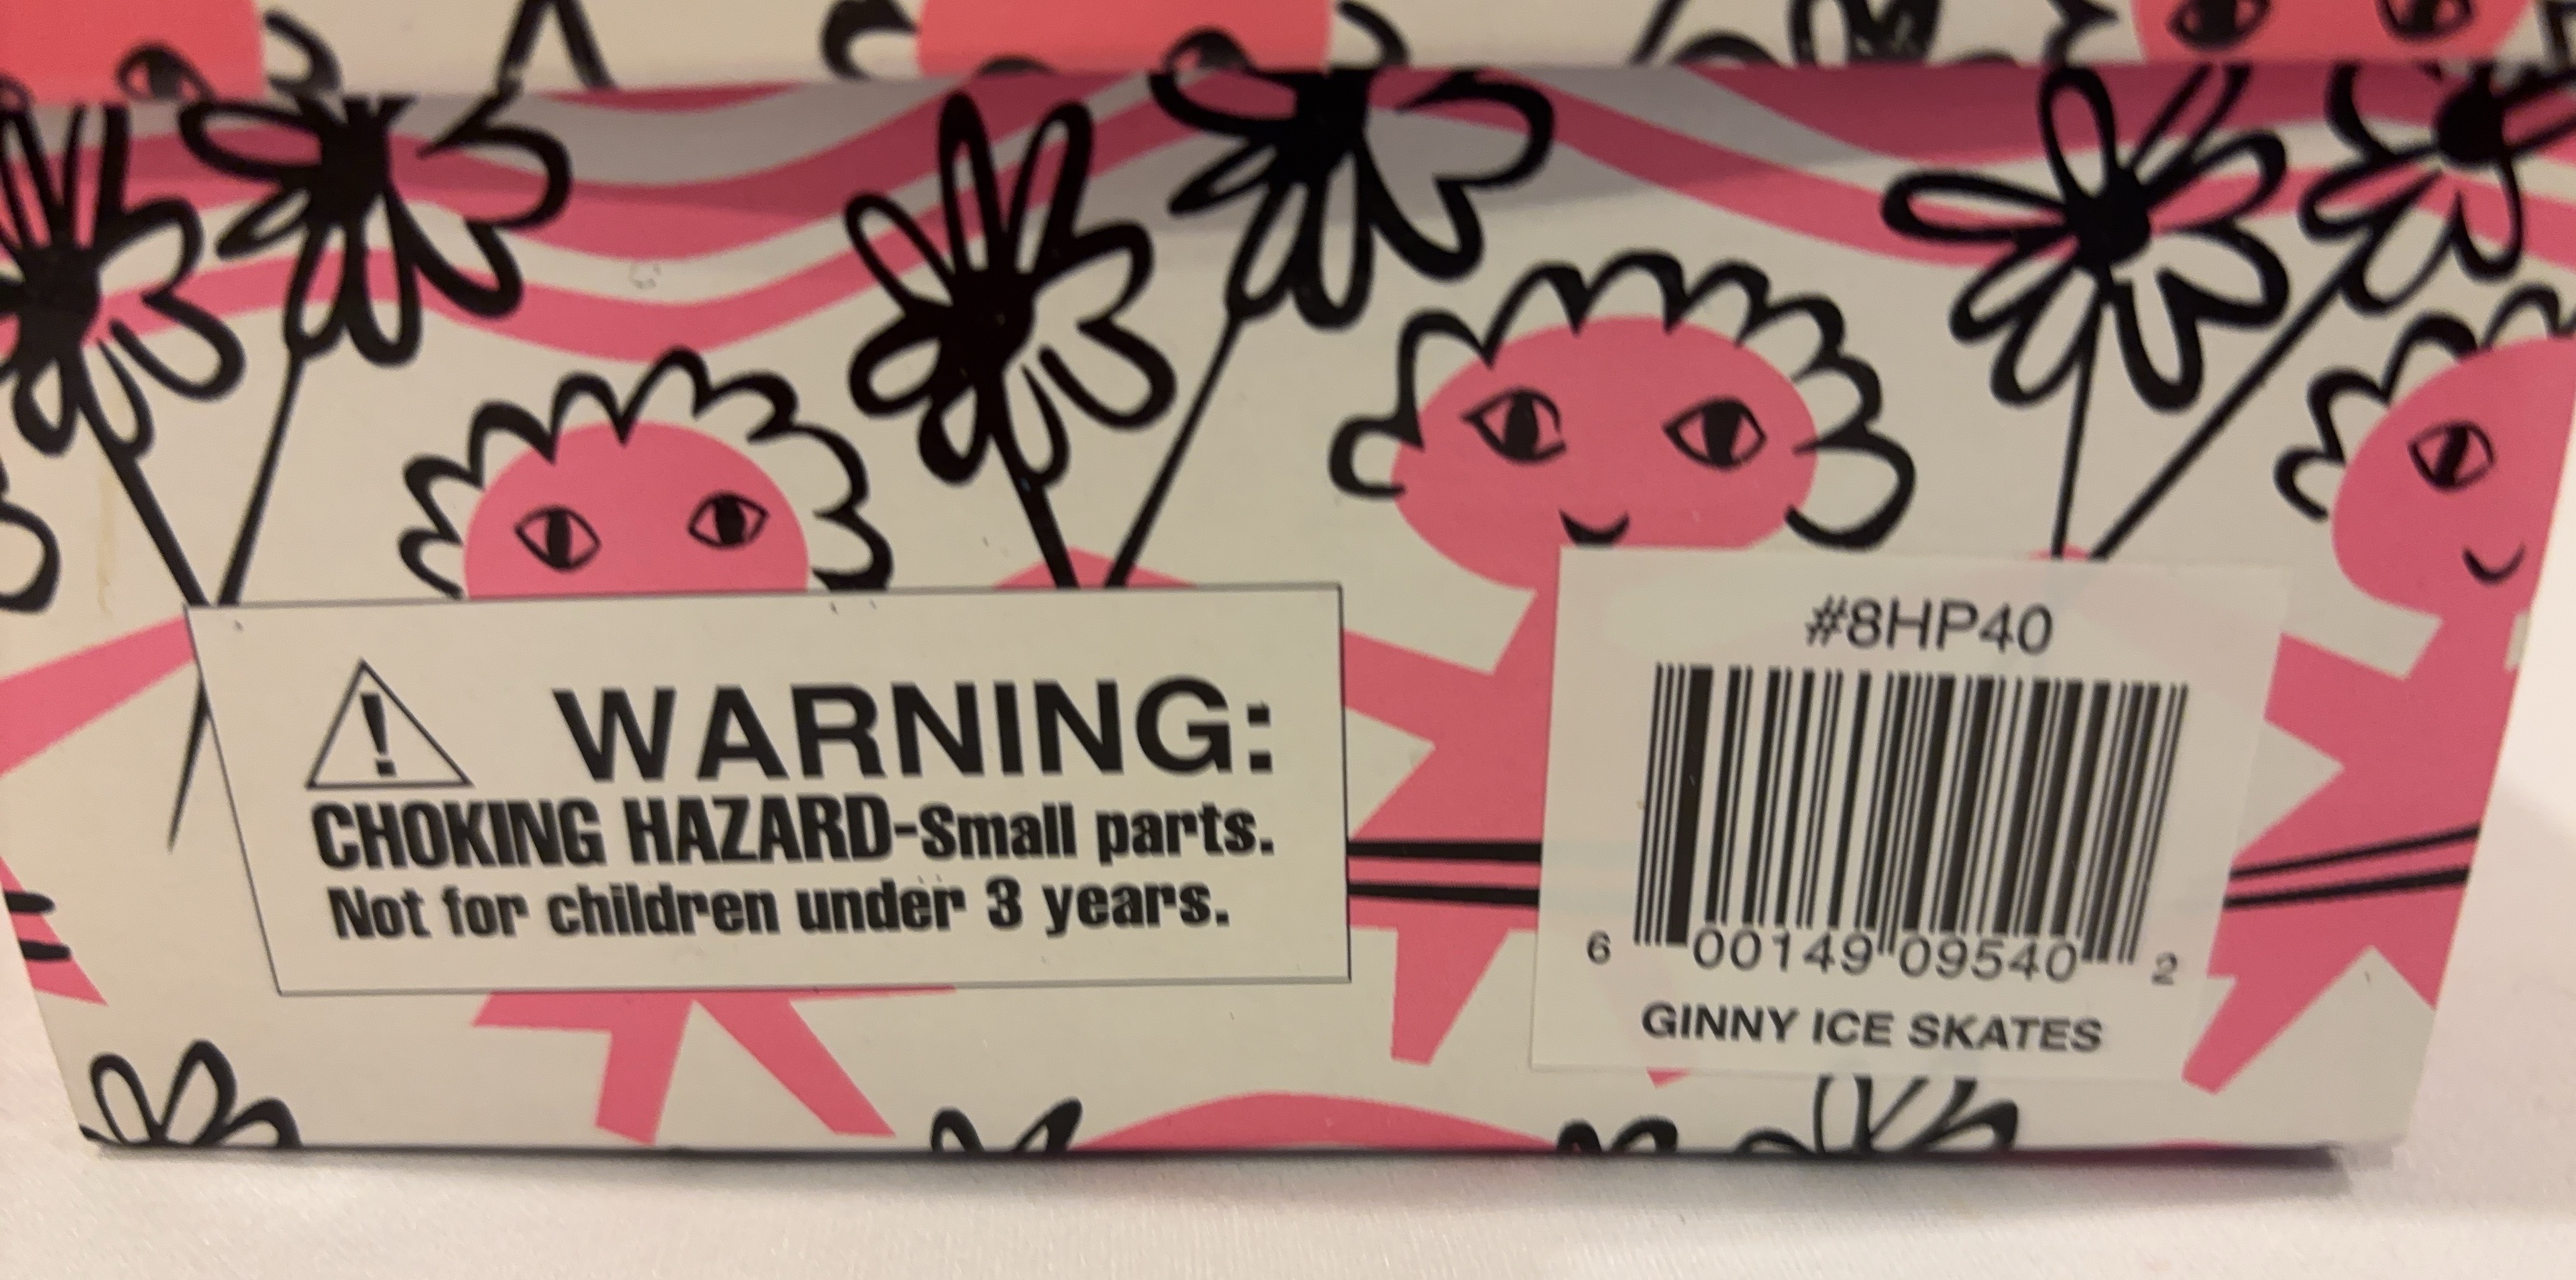 WARNING:
CHOKING HAZARD-Small parts.
Not for children under 3 years.
#8HP40
6 00149 09540 2
GINNY ICE SKATES